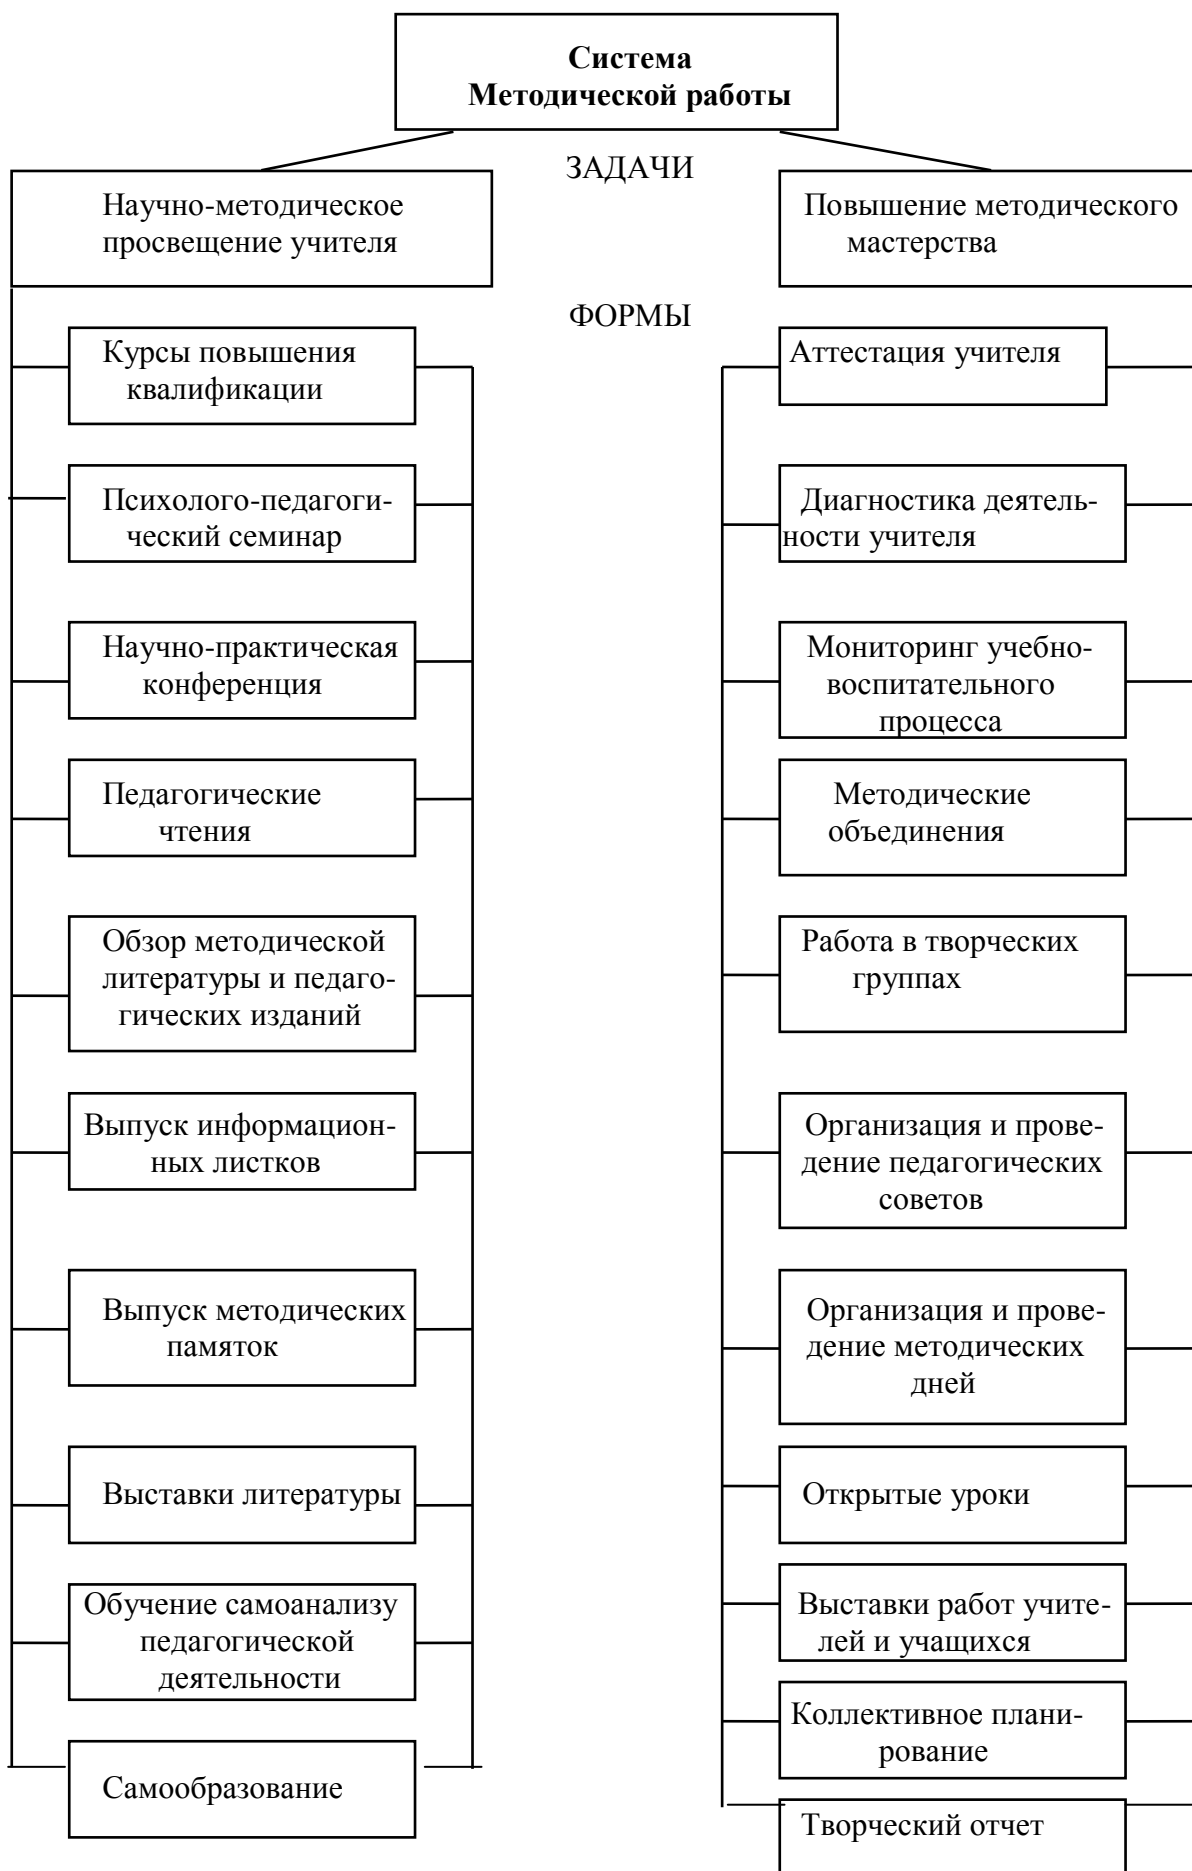 Система
Методической работы
ЗАДАЧИ
Научно-методическое
просвещение учителя
Повышение методического
мастерства
ФОРМЫ
Курсы повышения
квалификации
Психолого-педагоги-
ческий семинар
Научно-практическая
конференция
Педагогические
чтения
Обзор методической
литературы и педаго-
гических изданий
Выпуск информацион-
ных листков
Выпуск методических
памяток
Выставки литературы
Обучение самоанализу
педагогической
деятельности
Самообразование
Аттестация учителя
Диагностика деятель-
ности учителя
Мониторинг учебно-
воспитательного
процесса
Методические
объединения
Работа в творческих
группах
Организация и прове-
дение педагогических
советов
Организация и прове-
дение методических
дней
Открытые уроки
Выставки работ учите-
лей и учащихся
Коллективное плани-
рование
Творческий отчет